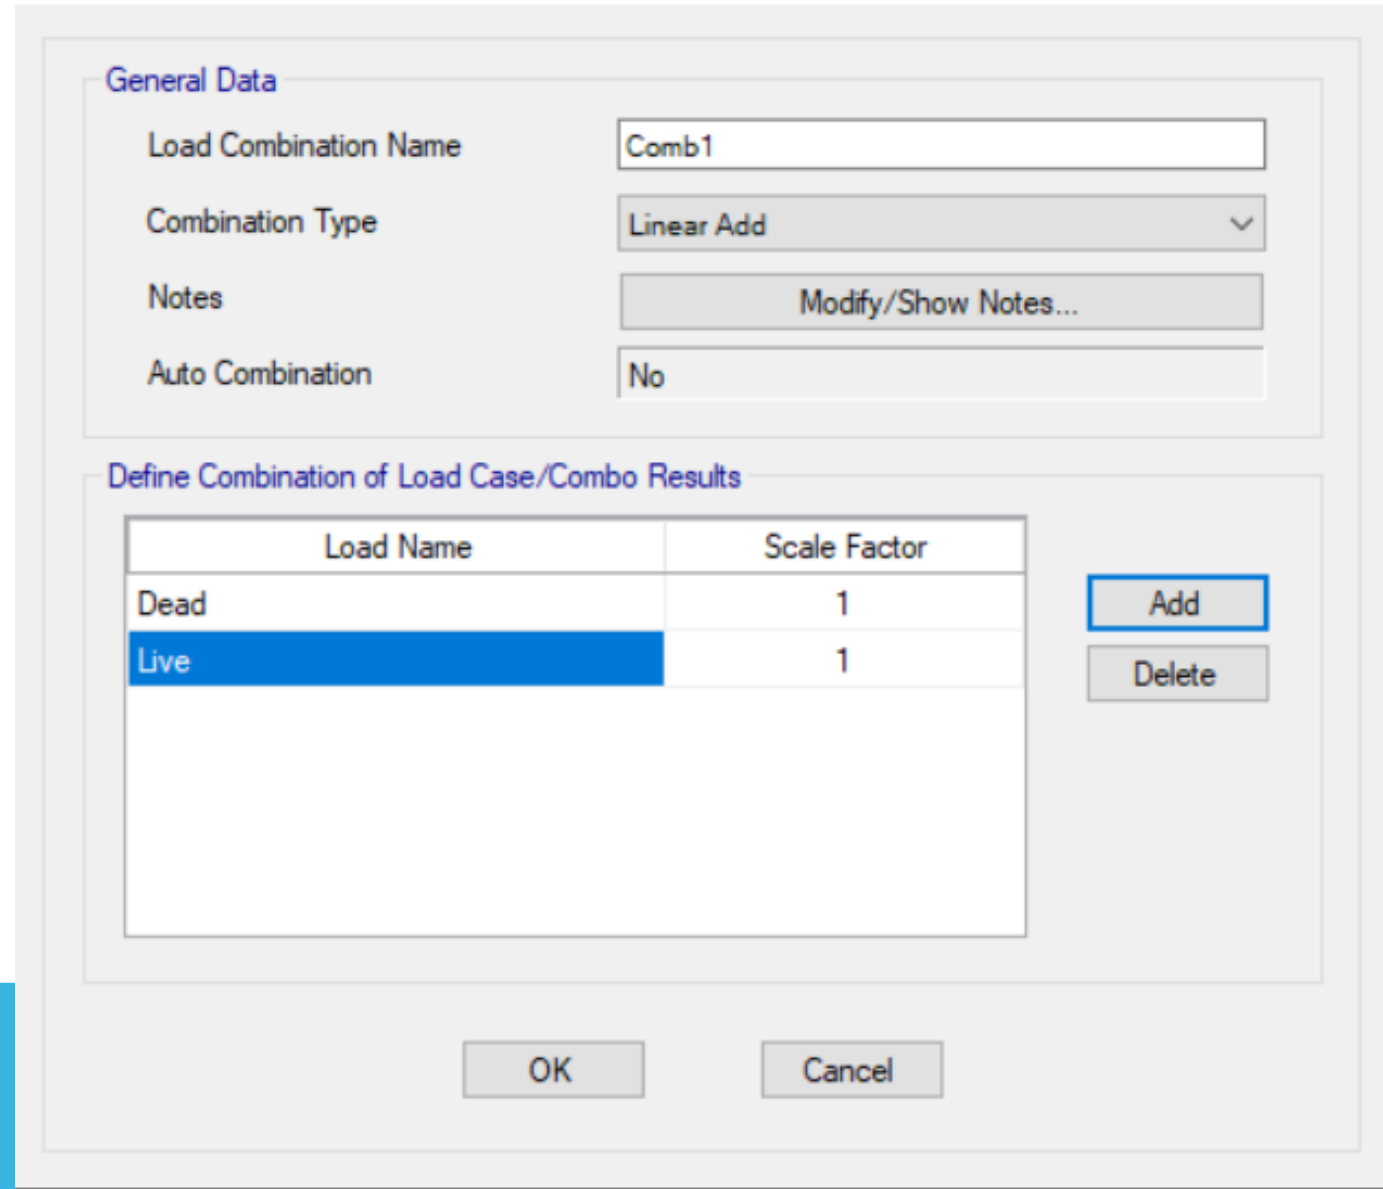 General Data
Load Combination Name Comb1
Combination Type Linear Add
Notes Modify/Show Notes...
Auto Combination No
Define Combination of Load Case/Combo Results
Load Name Scale Factor
Dead 1 Add
Live 1 Delete
OK Cancel